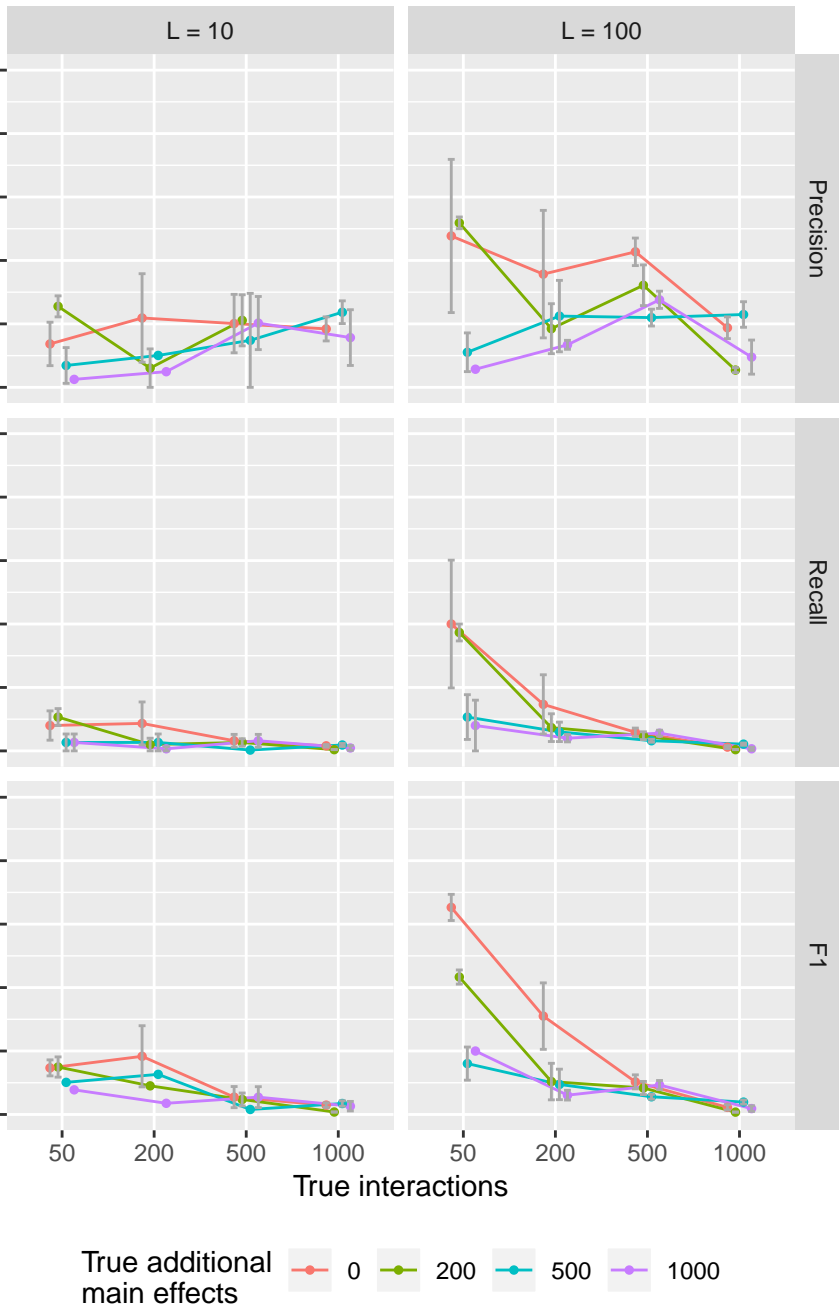 L = 10
L = 100
Precision
Recall
F1
50 200 500 1000
50 200 500 1000
True interactions
True additional
main effects
0
200
500
1000